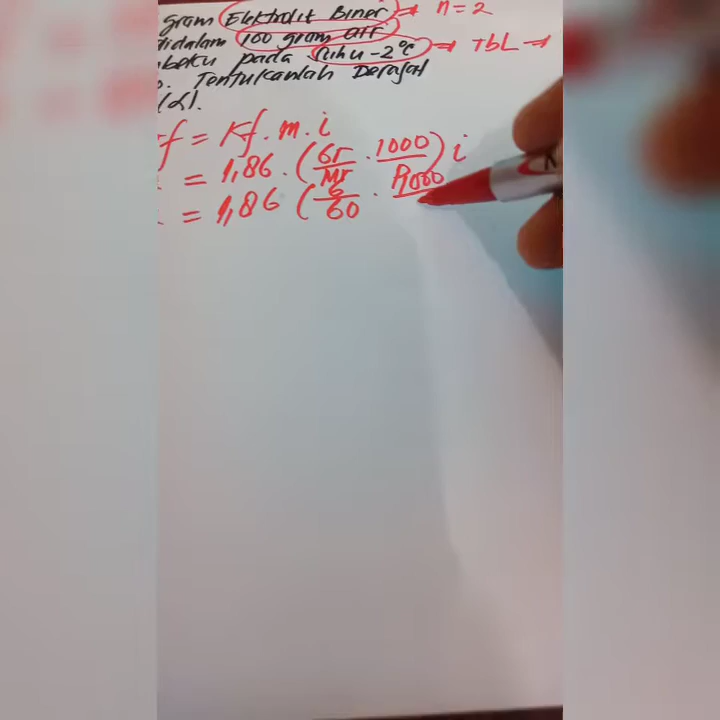 gram Elektrolit Biner → n = 2
didalam 100 gram air
beku pada suhu -2°C → TbL →
Tentukanlah Derajat
(α).
f = Kf . m . i
= 1,86 . (gr/Mr . 1000/P) i
= 1,86 (6/60 . 1000